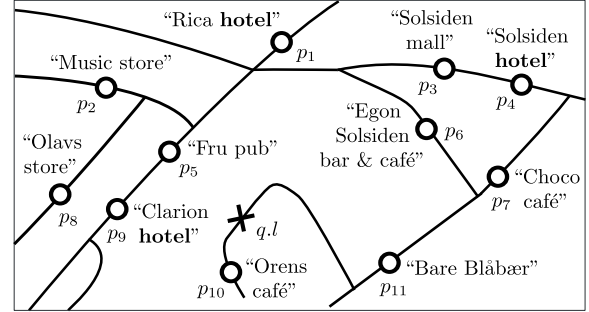 “Rica hotel”
p1
“Solsiden
mall”
p3
“Solsiden
hotel”
p4
“Music store”
p2
“Egon
Solsiden
bar & café”
p6
“Olavs
store”
p8
“Fru pub”
p5
“Choco
café”
p7
“Clarion
hotel”
p9
q.l
“Orens
café”
p10
“Bare Blåbær”
p11